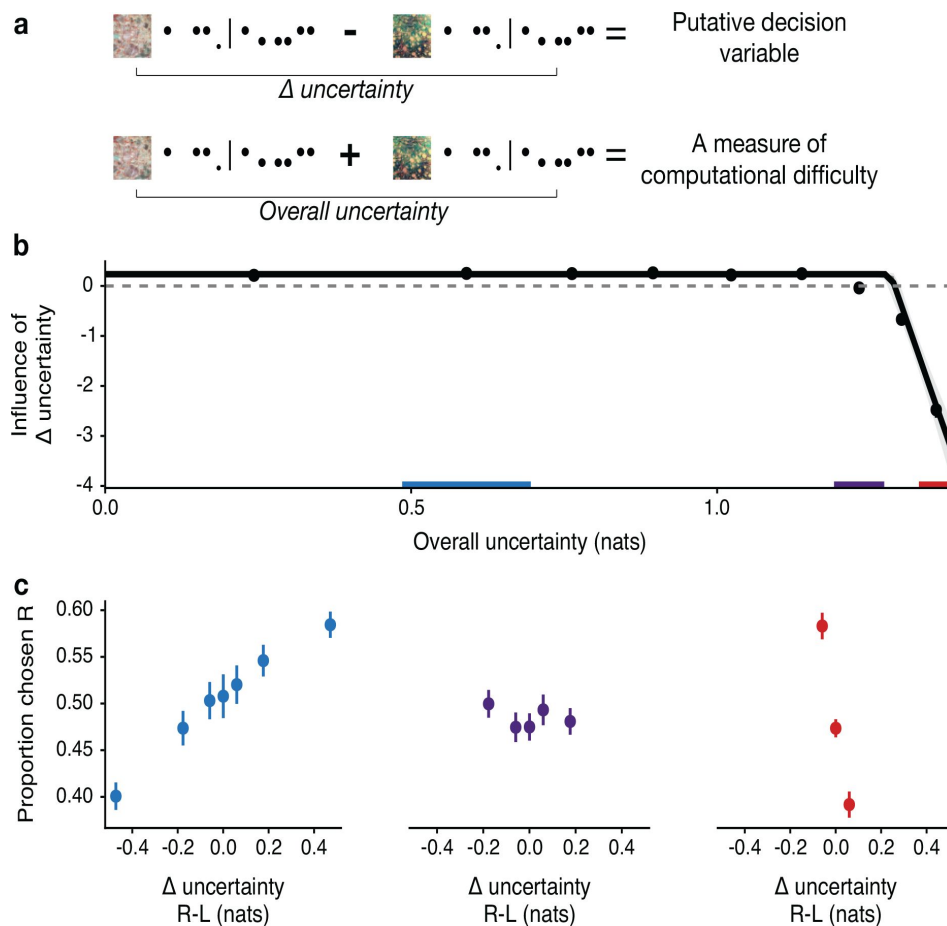 a
- = Putative decision
variable
Δ uncertainty
+ = A measure of
computational difficulty
Overall uncertainty
b
Influence of
Δ uncertainty
0
-1
-2
-3
-4
0.0 0.5 1.0
Overall uncertainty (nats)
c
Proportion chosen R
0.60
0.55
0.50
0.45
0.40
-0.4 -0.2 0.0 0.2 0.4 -0.4 -0.2 0.0 0.2 0.4 -0.4 -0.2 0.0 0.2 0.4
Δ uncertainty Δ uncertainty Δ uncertainty
R-L (nats) R-L (nats) R-L (nats)